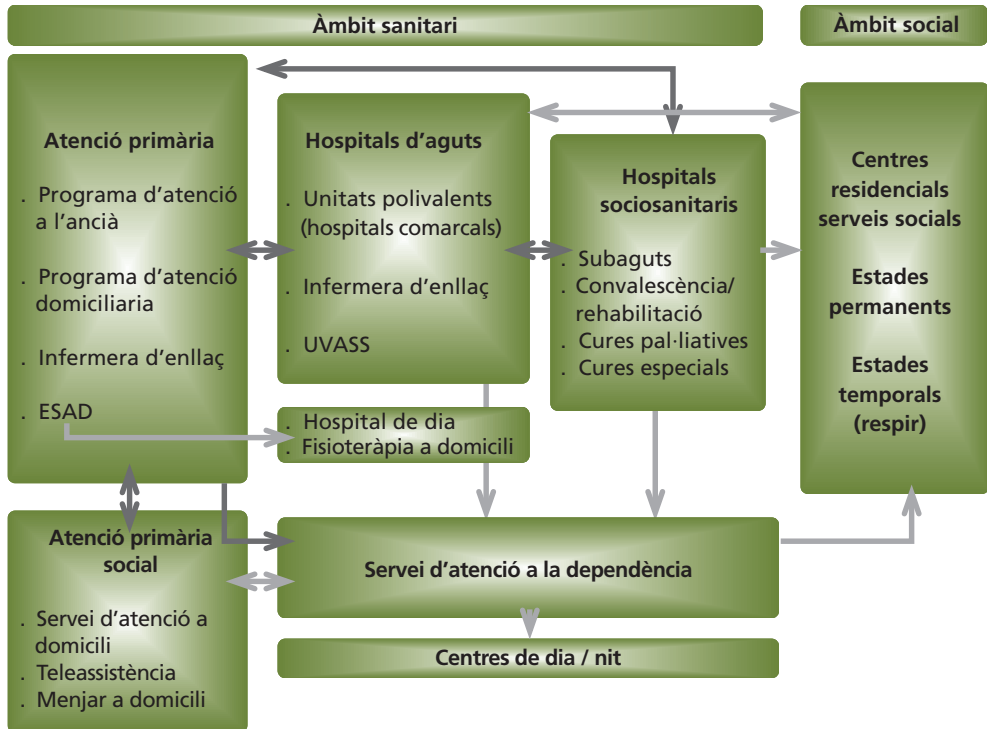 Àmbit sanitari
Àmbit social
Atenció primària
. Programa d'atenció
a l'ancià
. Programa d'atenció
domiciliaria
. Infermera d'enllaç
. ESAD
Hospitals d'aguts
. Unitats polivalents
(hospitals comarcals)
. Infermera d'enllaç
. UVASS
Hospitals
sociosanitaris
. Subaguts
. Convalescència/
rehabilitació
. Cures pal·liatives
. Cures especials
Centres
residencials
serveis socials
Estades
permanents
Estades
temporals
(respir)
. Hospital de dia
. Fisioteràpia a domicili
Atenció primària
social
. Servei d'atenció a
domicili
. Teleassistència
. Menjar a domicili
Servei d'atenció a la dependència
Centres de dia / nit